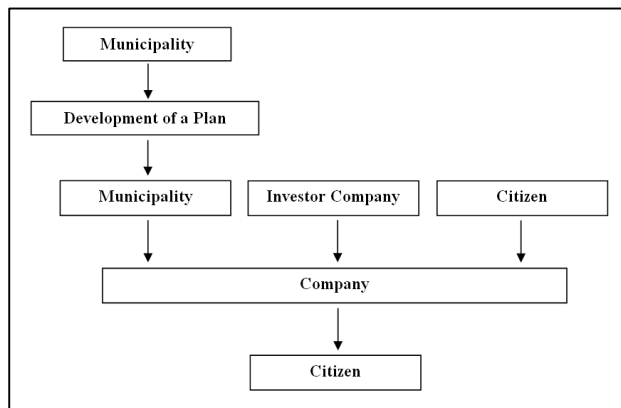 Municipality
Development of a Plan
Municipality
Investor Company
Citizen
Company
Citizen